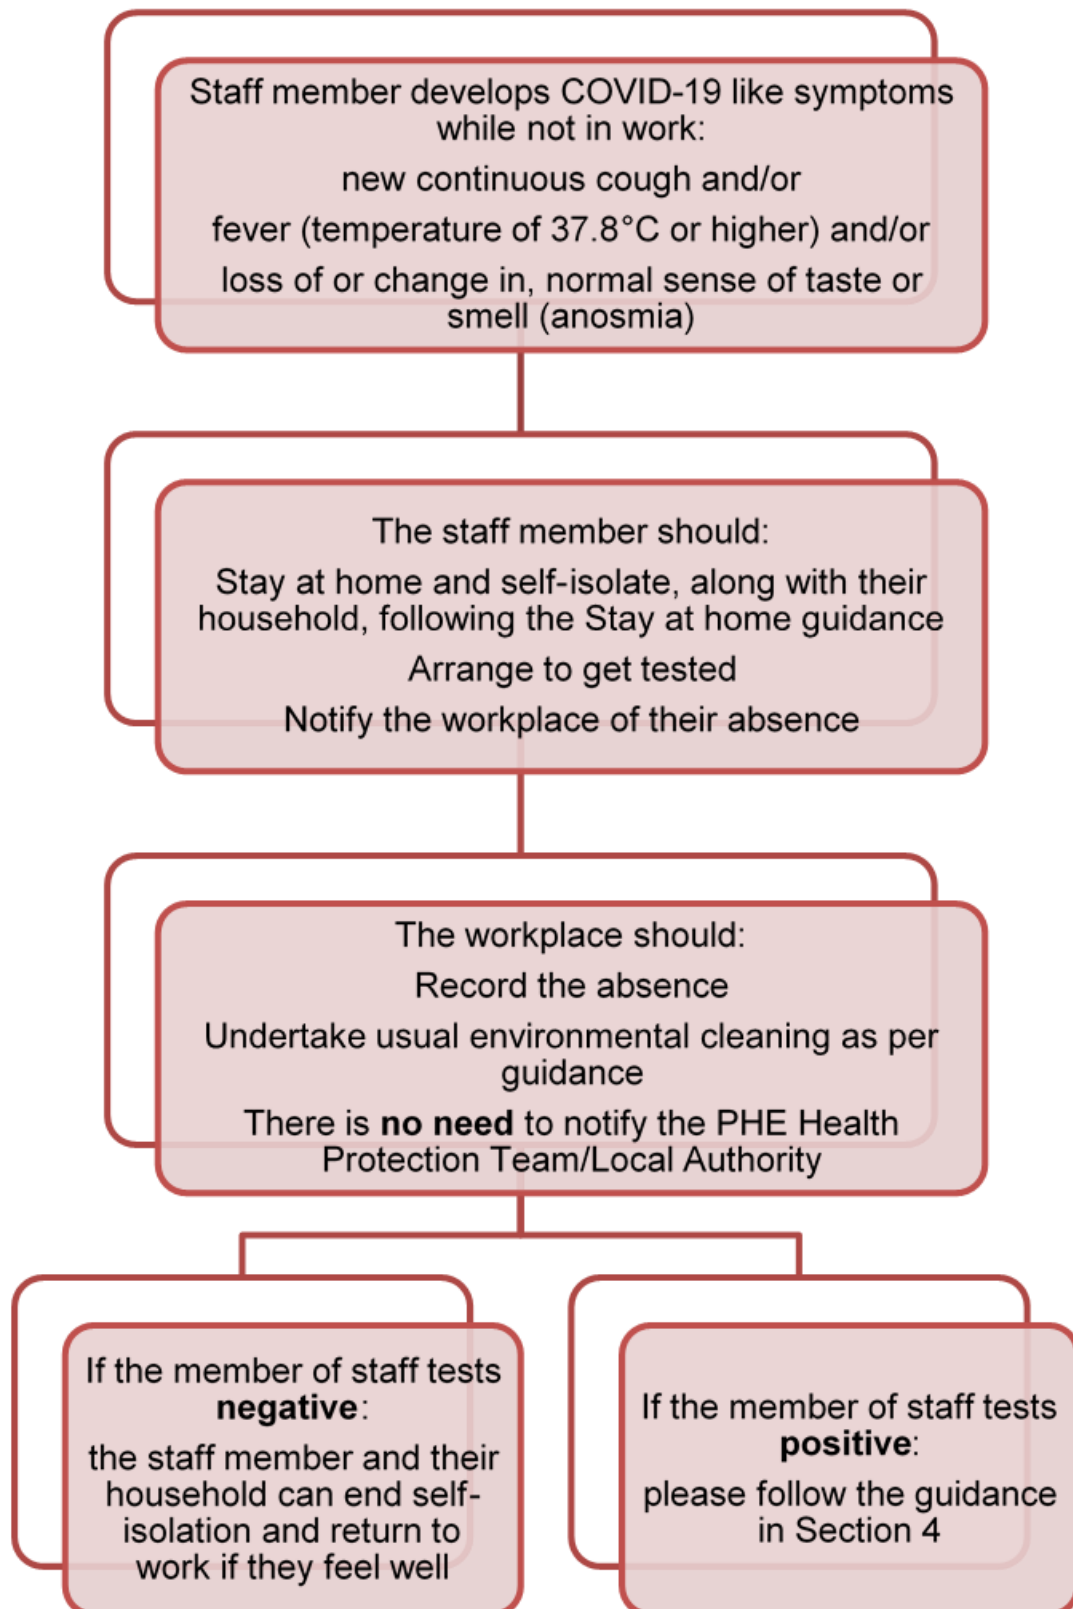 Staff member develops COVID-19 like symptoms
while not in work:
new continuous cough and/or
fever (temperature of 37.8°C or higher) and/or
loss of or change in, normal sense of taste or
smell (anosmia)
The staff member should:
Stay at home and self-isolate, along with their
household, following the Stay at home guidance
Arrange to get tested
Notify the workplace of their absence
The workplace should:
Record the absence
Undertake usual environmental cleaning as per
guidance
There is no need to notify the PHE Health
Protection Team/Local Authority
If the member of staff tests
negative:
the staff member and their
household can end self-
isolation and return to
work if they feel well
If the member of staff tests
positive:
please follow the guidance
in Section 4